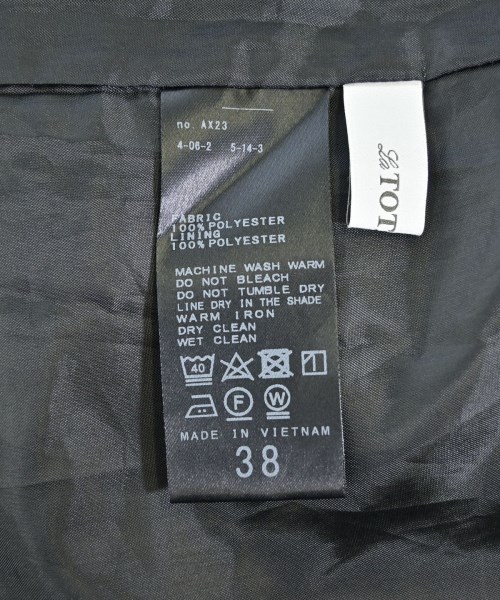 no. AX23
4-06-2 5-14-3
FABRIC
100% POLYESTER
LINING
100% POLYESTER
MACHINE WASH WARM
DO NOT BLEACH
DO NOT TUMBLE DRY
LINE DRY IN THE SHADE
WARM IRON
DRY CLEAN
WET CLEAN
40
F W
MADE IN VIETNAM
38
La TOT